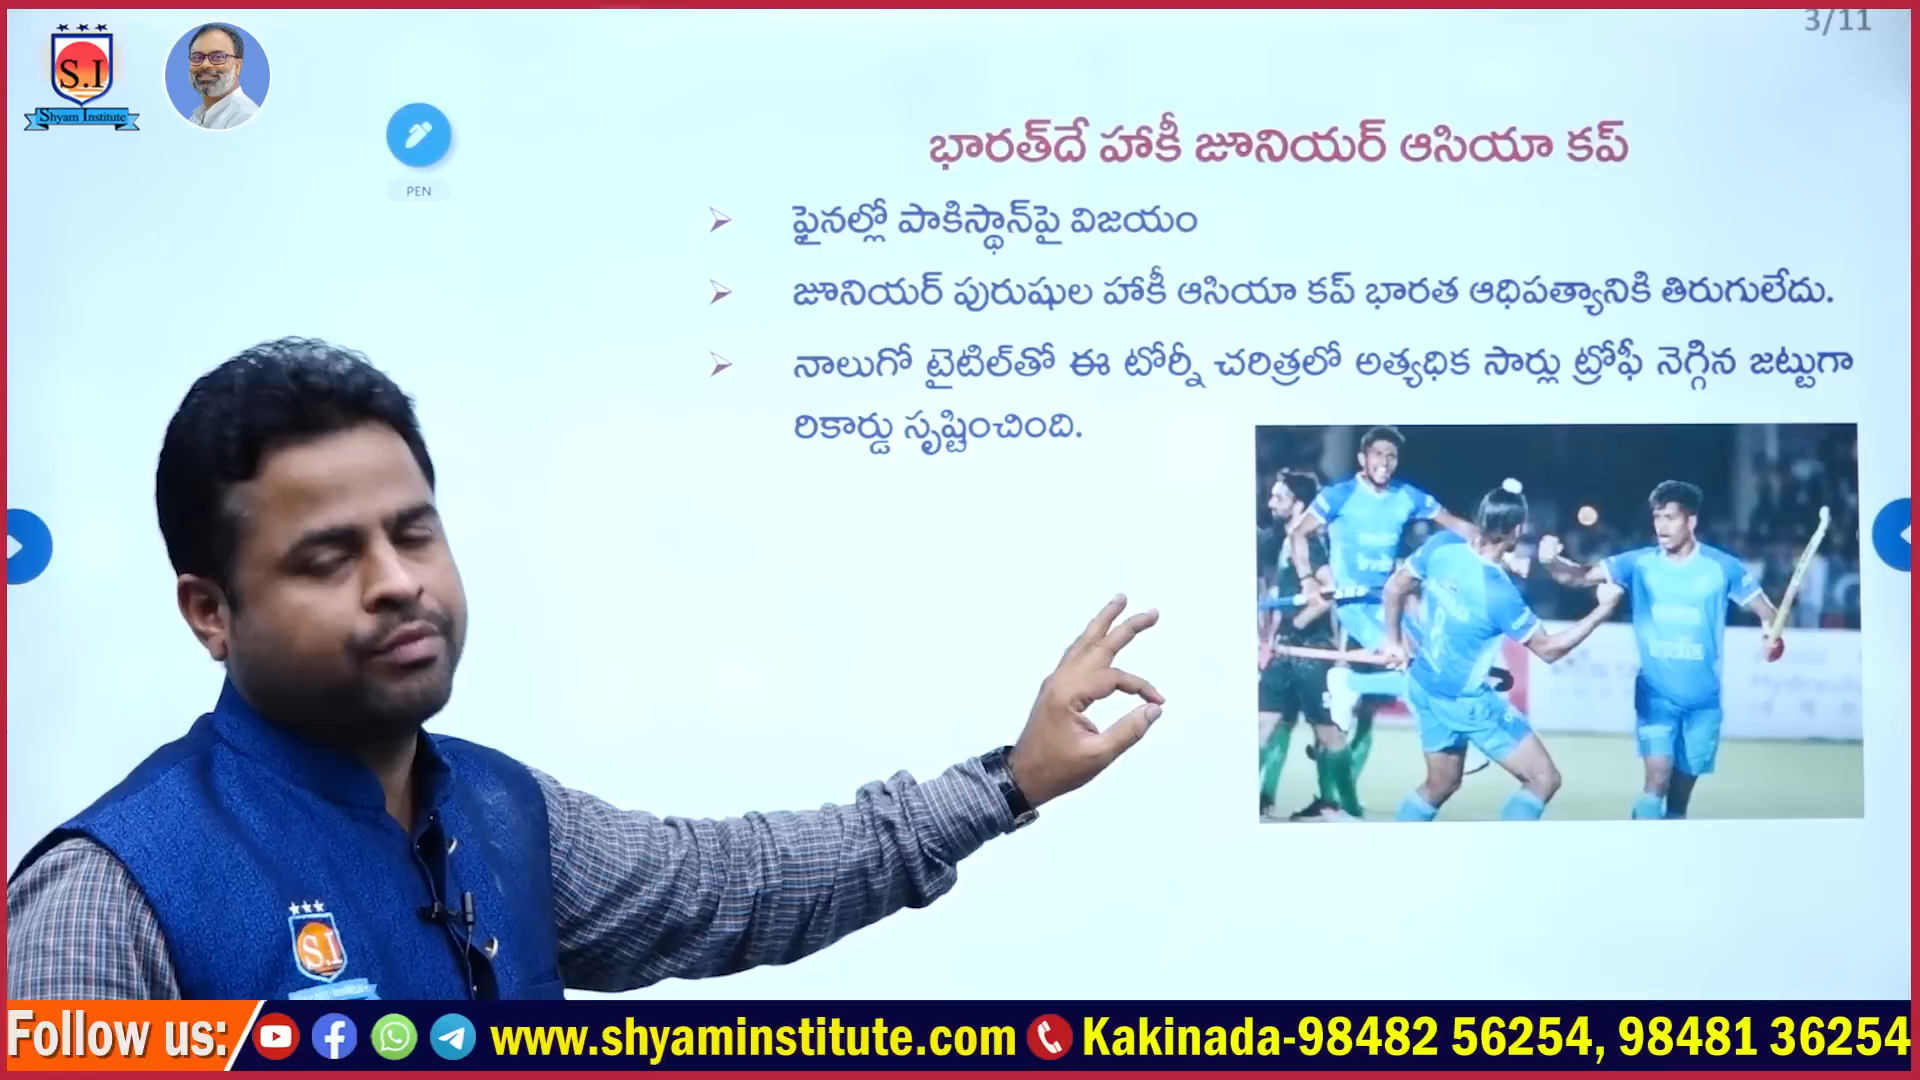 3/11
S.I
Shyam Institute
PEN
భారత్‌దే హాకీ జూనియర్ ఆసియా కప్
ఫైనల్లో పాకిస్థాన్‌పై విజయం
జూనియర్ పురుషుల హాకీ ఆసియా కప్ భారత ఆధిపత్యానికి తిరుగులేదు.
నాలుగో టైటిల్‌తో ఈ టోర్నీ చరిత్రలో అత్యధిక సార్లు ట్రోఫీ నెగ్గిన జట్టుగా
రికార్డు సృష్టించింది.
S.I
Follow us: www.shyaminstitute.com Kakinada-98482 56254, 98481 36254